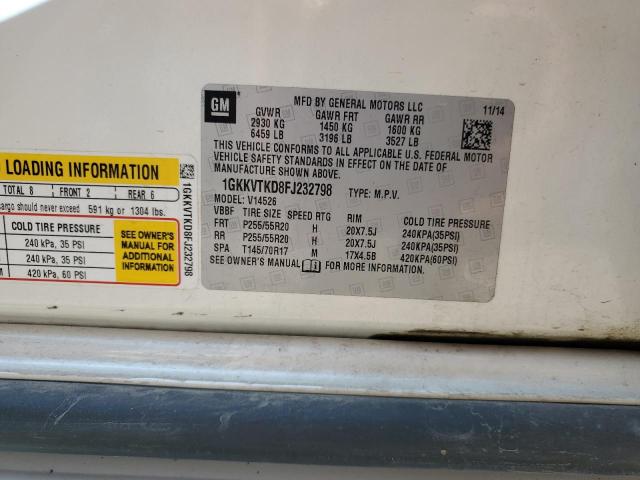 GM
MFD BY GENERAL MOTORS LLC
11/14
GVWR GAWR FRT GAWR RR
2930 KG 1450 KG 1600 KG
6459 LB 3196 LB 3527 LB
THIS VEHICLE CONFORMS TO ALL APPLICABLE U.S. FEDERAL MOTOR
VEHICLE SAFETY STANDARDS IN EFFECT ON THE DATE OF
MANUFACTURE SHOWN ABOVE.
1GKKVTKD8FJ232798 TYPE: M.P.V.
MODEL: V14526
VBBF TIRE SIZE SPEED RTG RIM COLD TIRE PRESSURE
FRT P255/55R20 H 20X7.5J 240KPA(35PSI)
RR P255/55R20 H 20X7.5J 240KPA(35PSI)
SPA T145/70R17 M 17X4.5B 420KPA(60PSI)
SEE OWNER'S MANUAL FOR MORE INFORMATION.
LOADING INFORMATION
TOTAL 8 FRONT 2 REAR 6
cargo should never exceed 591 kg or 1304 lbs.
COLD TIRE PRESSURE
240 kPa, 35 PSI
240 kPa, 35 PSI
420 kPa, 60 PSI
SEE OWNER'S
MANUAL FOR
ADDITIONAL
INFORMATION
1GKKVTKD8FJ232798